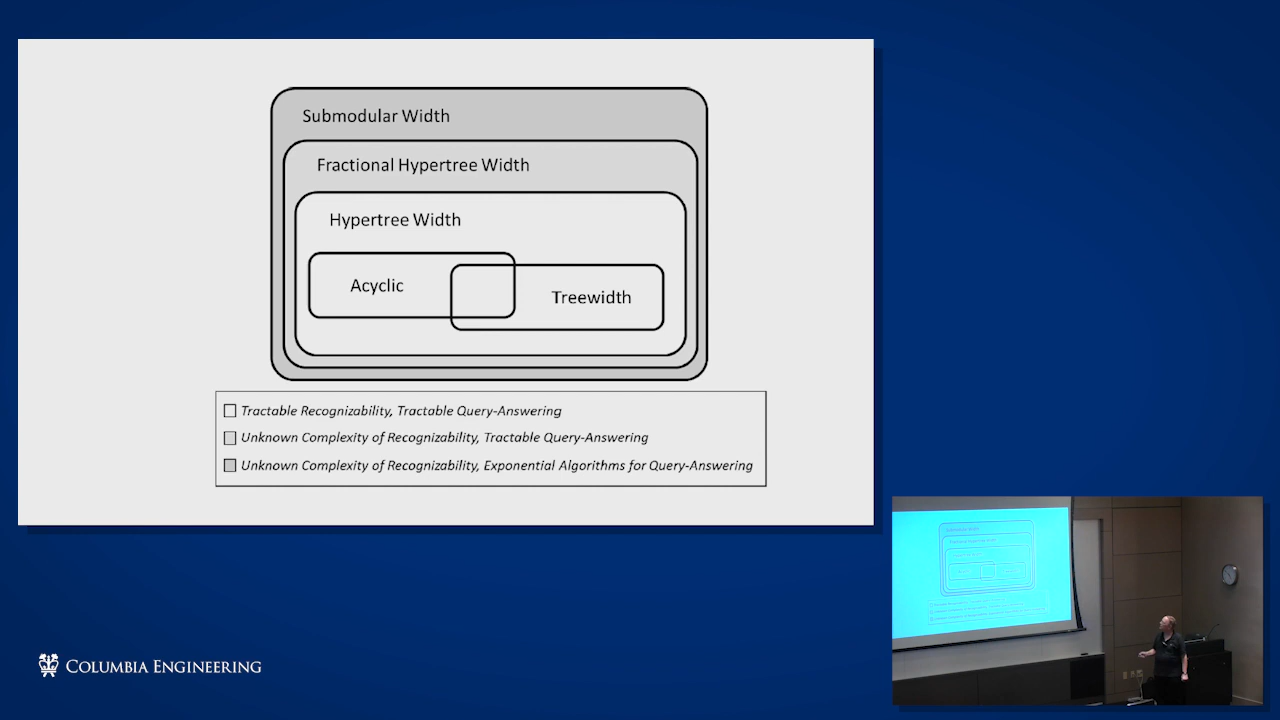 Submodular Width
Fractional Hypertree Width
Hypertree Width
Acyclic
Treewidth
Tractable Recognizability, Tractable Query-Answering
Unknown Complexity of Recognizability, Tractable Query-Answering
Unknown Complexity of Recognizability, Exponential Algorithms for Query-Answering
COLUMBIA ENGINEERING